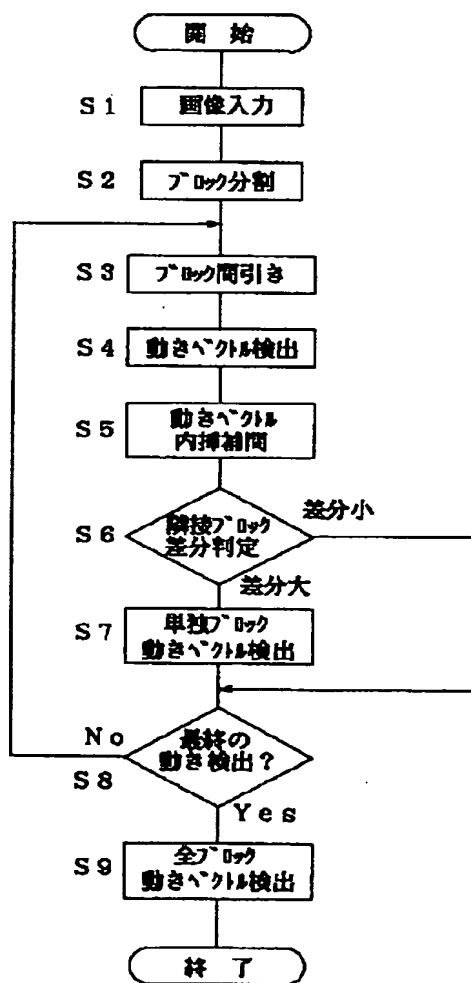 開 始
S1 画像入力
S2 ブロック分割
S3 ブロック間引き
S4 動きベクトル検出
S5 動きベクトル
内挿補間
差分小
S6 隣接ブロック
差分判定
差分大
S7 単独ブロック
動きベクトル検出
No 最終の
動き検出？
S8
Yes
S9 全ブロック
動きベクトル検出
終 了